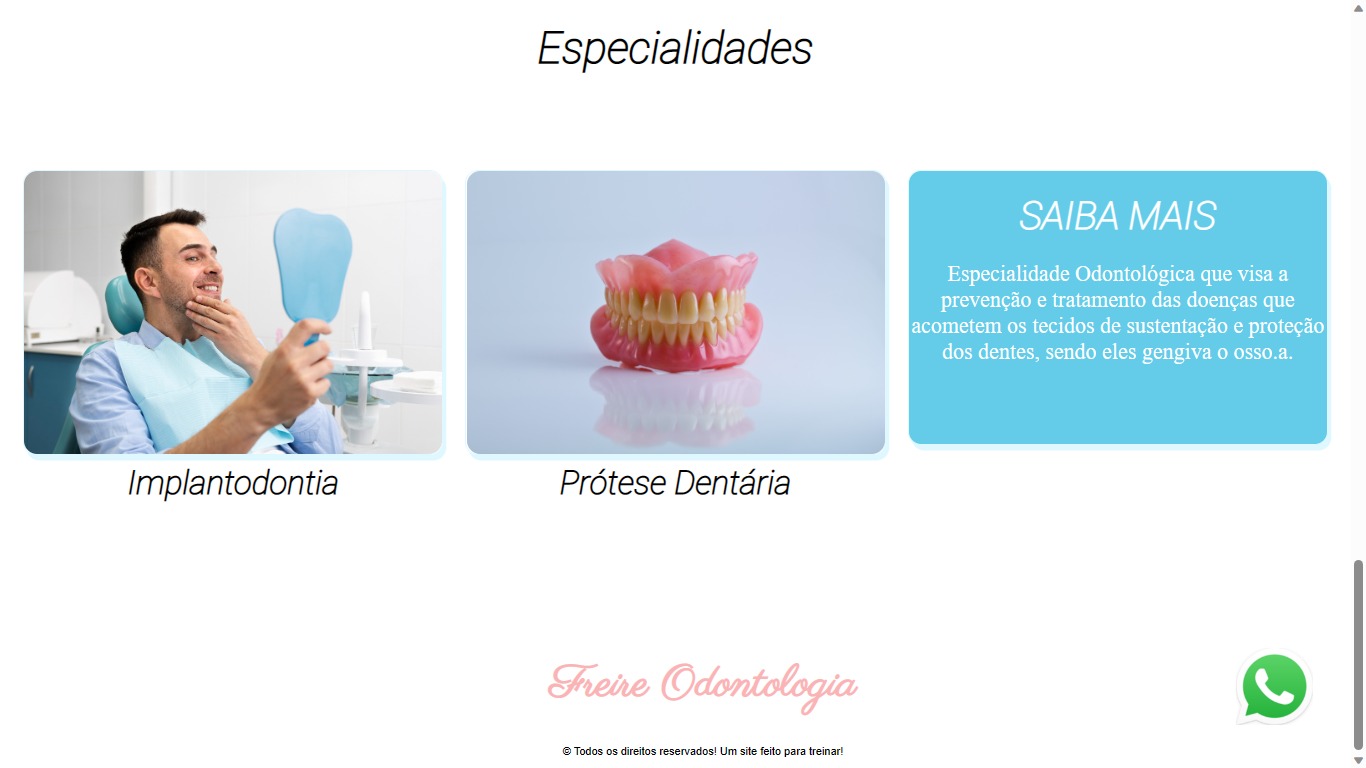 Especialidades
SAIBA MAIS
Especialidade Odontológica que visa a
prevenção e tratamento das doenças que
acometem os tecidos de sustentação e proteção
dos dentes, sendo eles gengiva o osso.a.
Implantodontia
Prótese Dentária
Freire Odontologia
© Todos os direitos reservados! Um site feito para treinar!